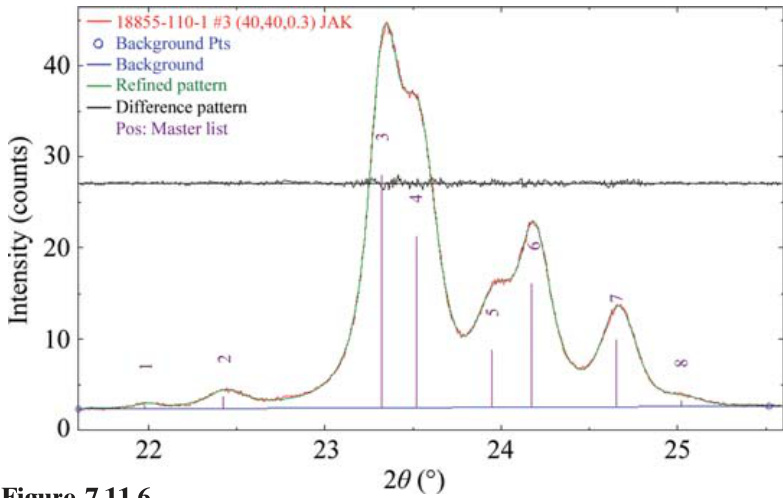 18855-110-1 #3 (40,40,0.3) JAK
Background Pts
Background
Refined pattern
Difference pattern
Pos: Master list
Intensity (counts)
40
30
20
10
0
1
2
3
4
5
6
7
8
22
23
24
25
2θ (°)
Figure 7.11.6